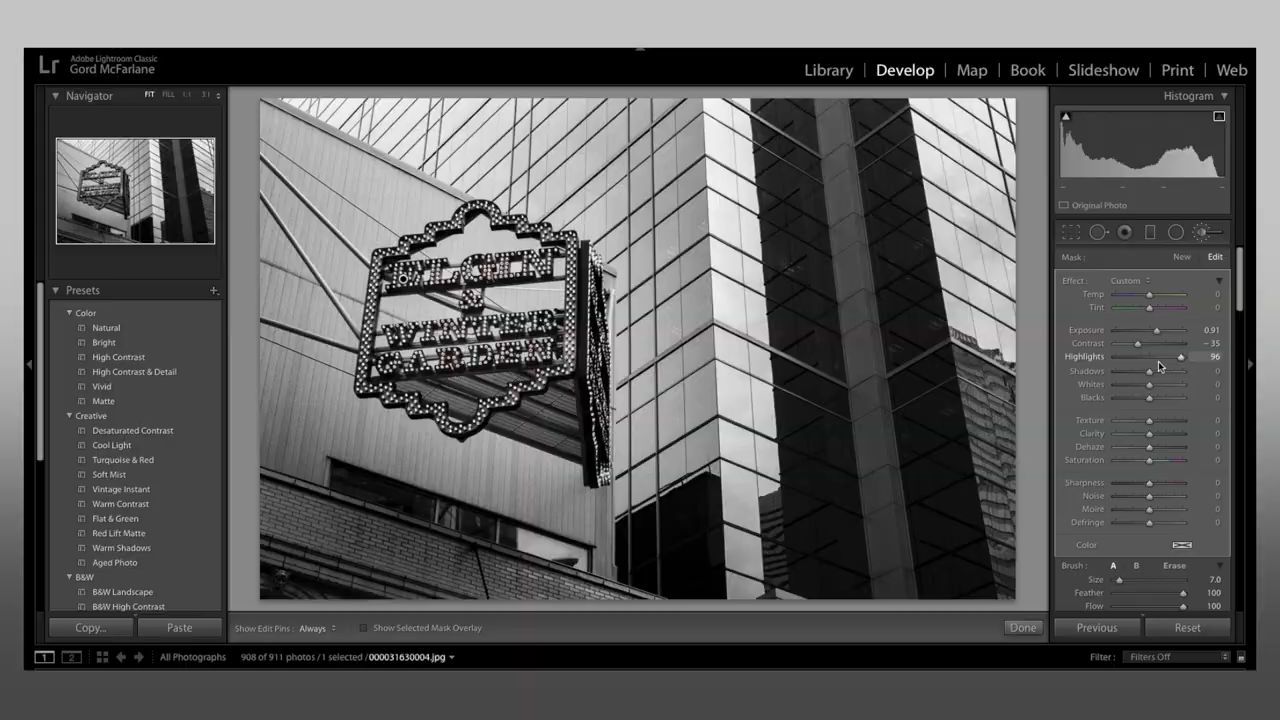 Lr Adobe Lightroom Classic
Gord McFarlane
Library | Develop | Map | Book | Slideshow | Print | Web
Navigator FIT FILL 1:1 3:1
Presets +
Color
Natural
Bright
High Contrast
High Contrast & Detail
Vivid
Matte
Creative
Desaturated Contrast
Cool Light
Turquoise & Red
Soft Mist
Vintage Instant
Warm Contrast
Flat & Green
Red Lift Matte
Warm Shadows
Aged Photo
B&W
B&W Landscape
B&W High Contrast
Copy... Paste
WINTER
GARDEN
Show Edit Pins : Always Show Selected Mask Overlay Done
Histogram
Original Photo
Mask : New Edit
Effect : Custom
Temp 0
Tint 0
Exposure 0.91
Contrast – 35
Highlights 96
Shadows 0
Whites 0
Blacks 0
Texture 0
Clarity 0
Dehaze 0
Saturation 0
Sharpness 0
Noise 0
Moiré 0
Defringe 0
Color
Brush : A B Erase
Size 7.0
Feather 100
Flow 100
Previous Reset
1 2 All Photographs 908 of 911 photos / 1 selected / 000031630004.jpg Filter : Filters Off